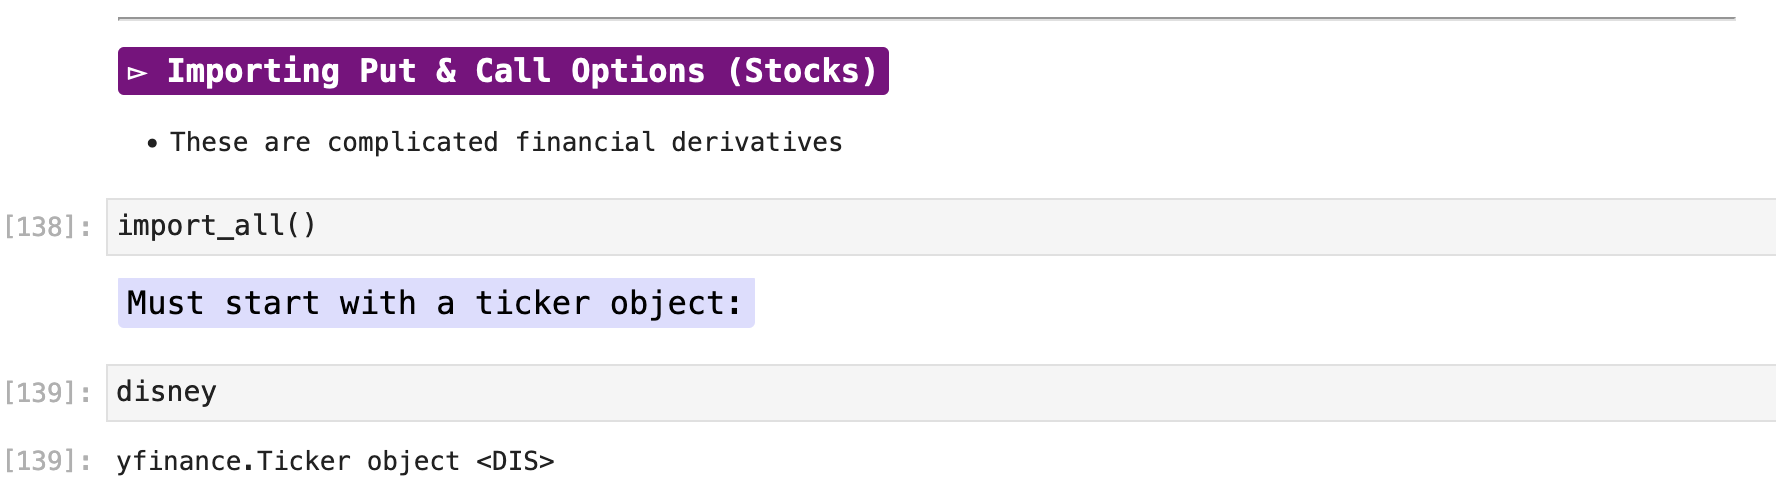 ▻ Importing Put & Call Options (Stocks)
• These are complicated financial derivatives
[138]: import_all()
Must start with a ticker object:
[139]: disney
[139]: yfinance.Ticker object <DIS>